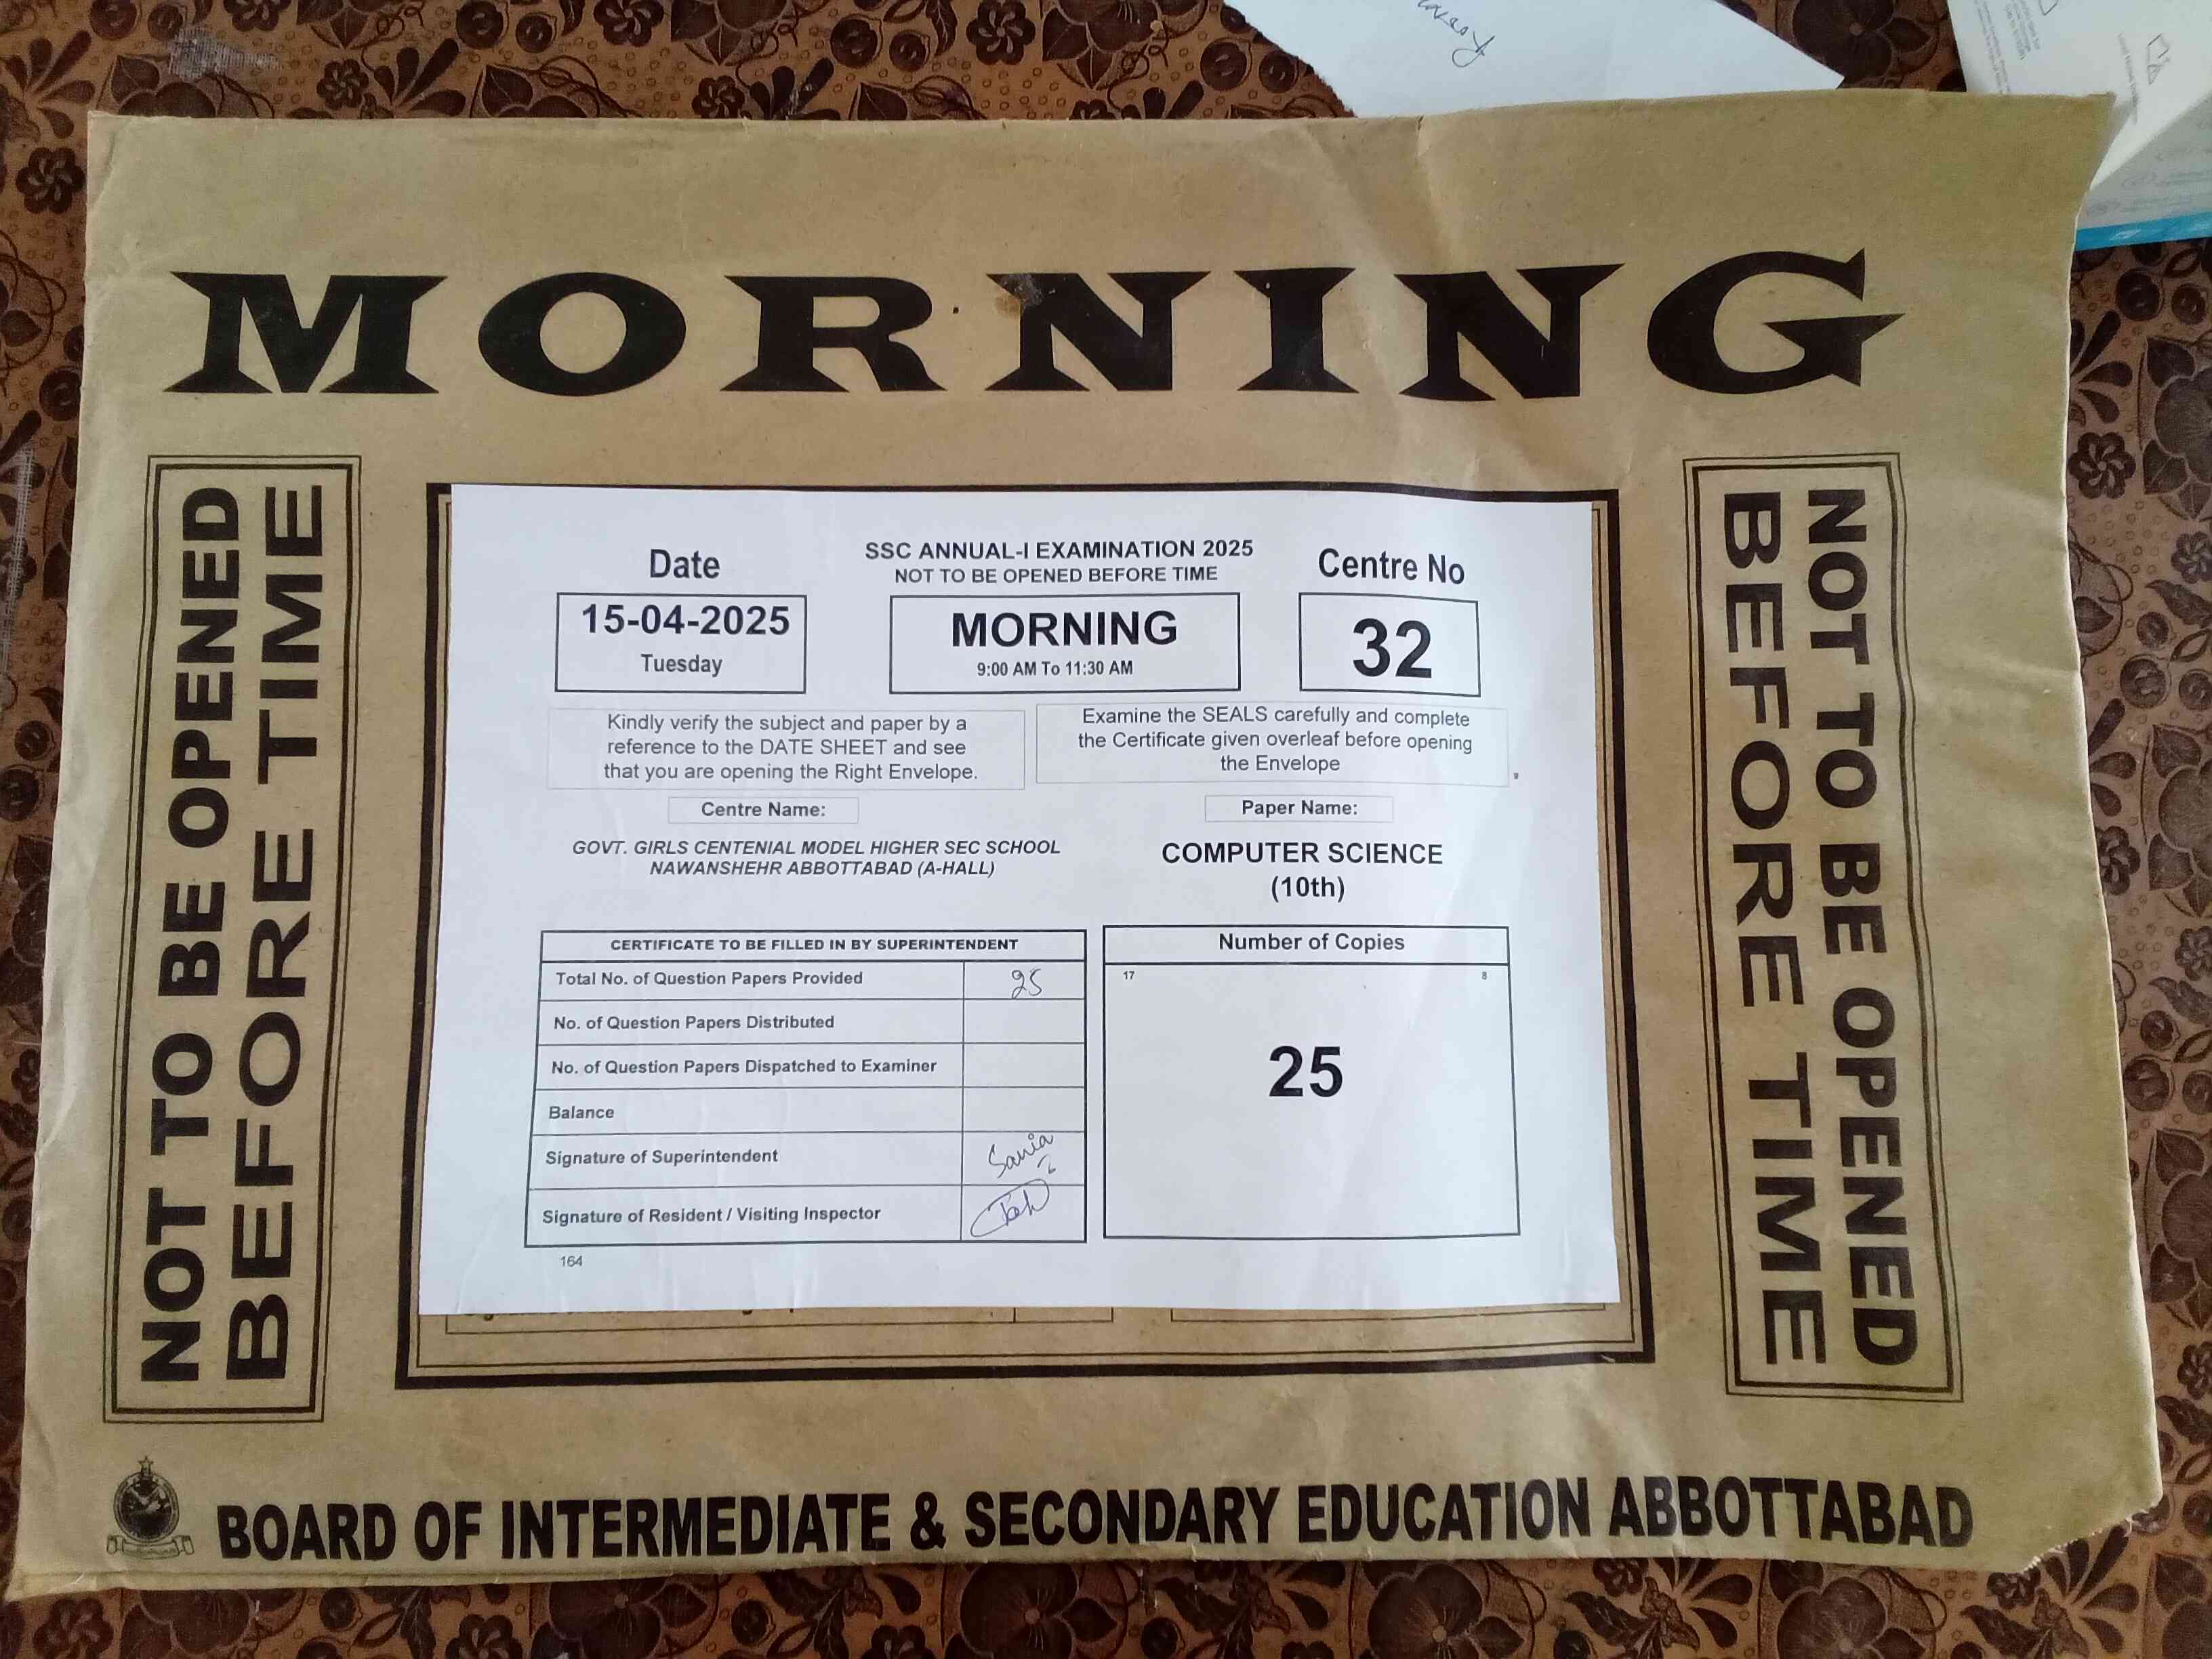 MORNING
NOT TO BE OPENED
BEFORE TIME
Date
15-04-2025
Tuesday
SSC ANNUAL-I EXAMINATION 2025
NOT TO BE OPENED BEFORE TIME
MORNING
9:00 AM To 11:30 AM
Centre No
32
Kindly verify the subject and paper by a
reference to the DATE SHEET and see
that you are opening the Right Envelope.
Examine the SEALS carefully and complete
the Certificate given overleaf before opening
the Envelope
Centre Name:
GOVT. GIRLS CENTENIAL MODEL HIGHER SEC SCHOOL
NAWANSHEHR ABBOTTABAD (A-HALL)
Paper Name:
COMPUTER SCIENCE
(10th)
CERTIFICATE TO BE FILLED IN BY SUPERINTENDENT
Total No. of Question Papers Provided 25
No. of Question Papers Distributed
No. of Question Papers Dispatched to Examiner
Balance
Signature of Superintendent Sania
Signature of Resident / Visiting Inspector
164
Number of Copies
17 8
25
NOT TO BE OPENED
BEFORE TIME
BOARD OF INTERMEDIATE & SECONDARY EDUCATION ABBOTTABAD